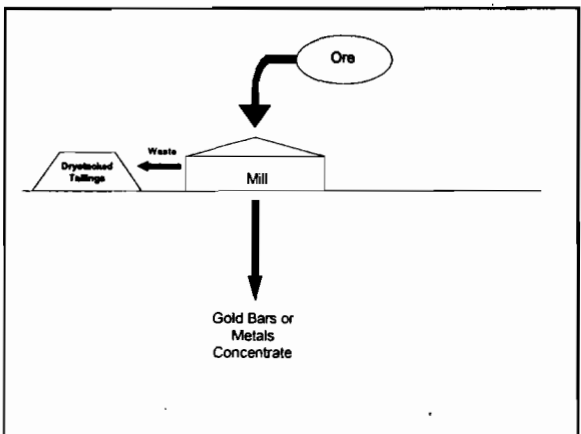 Ore
Waste
Drystacked
Tailings
Mill
Gold Bars or
Metals
Concentrate